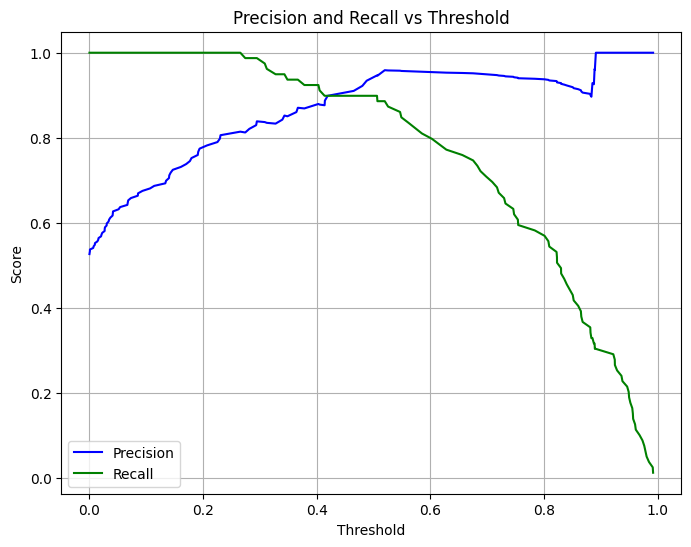 Precision and Recall vs Threshold
Score
1.0
0.8
0.6
0.4
0.2
0.0
Precision
Recall
0.0 0.2 0.4 0.6 0.8 1.0
Threshold